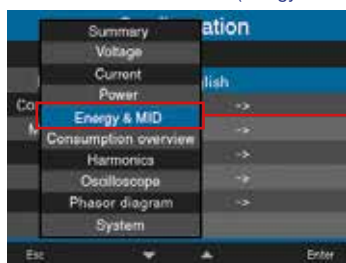 ation
Summary
Voltage
Current
lish
Power
Co
->
Energy & MID
M
->
Consumption overview
Harmonics
->
Oscilloscope
Phasor diagram
->
System
Esc
Enter